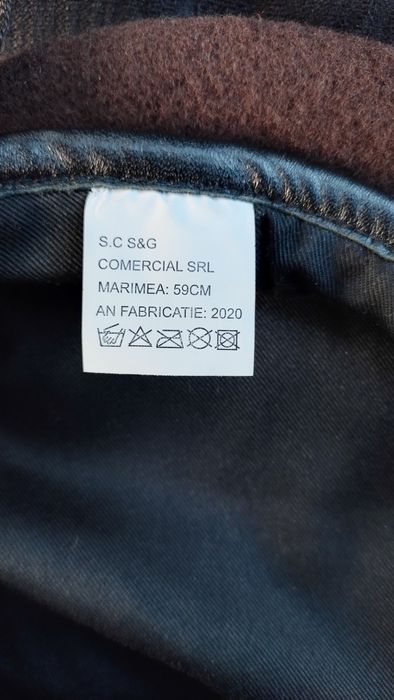 S.C S&G
COMERCIAL SRL
MARIMEA: 59CM
AN FABRICATIE: 2020